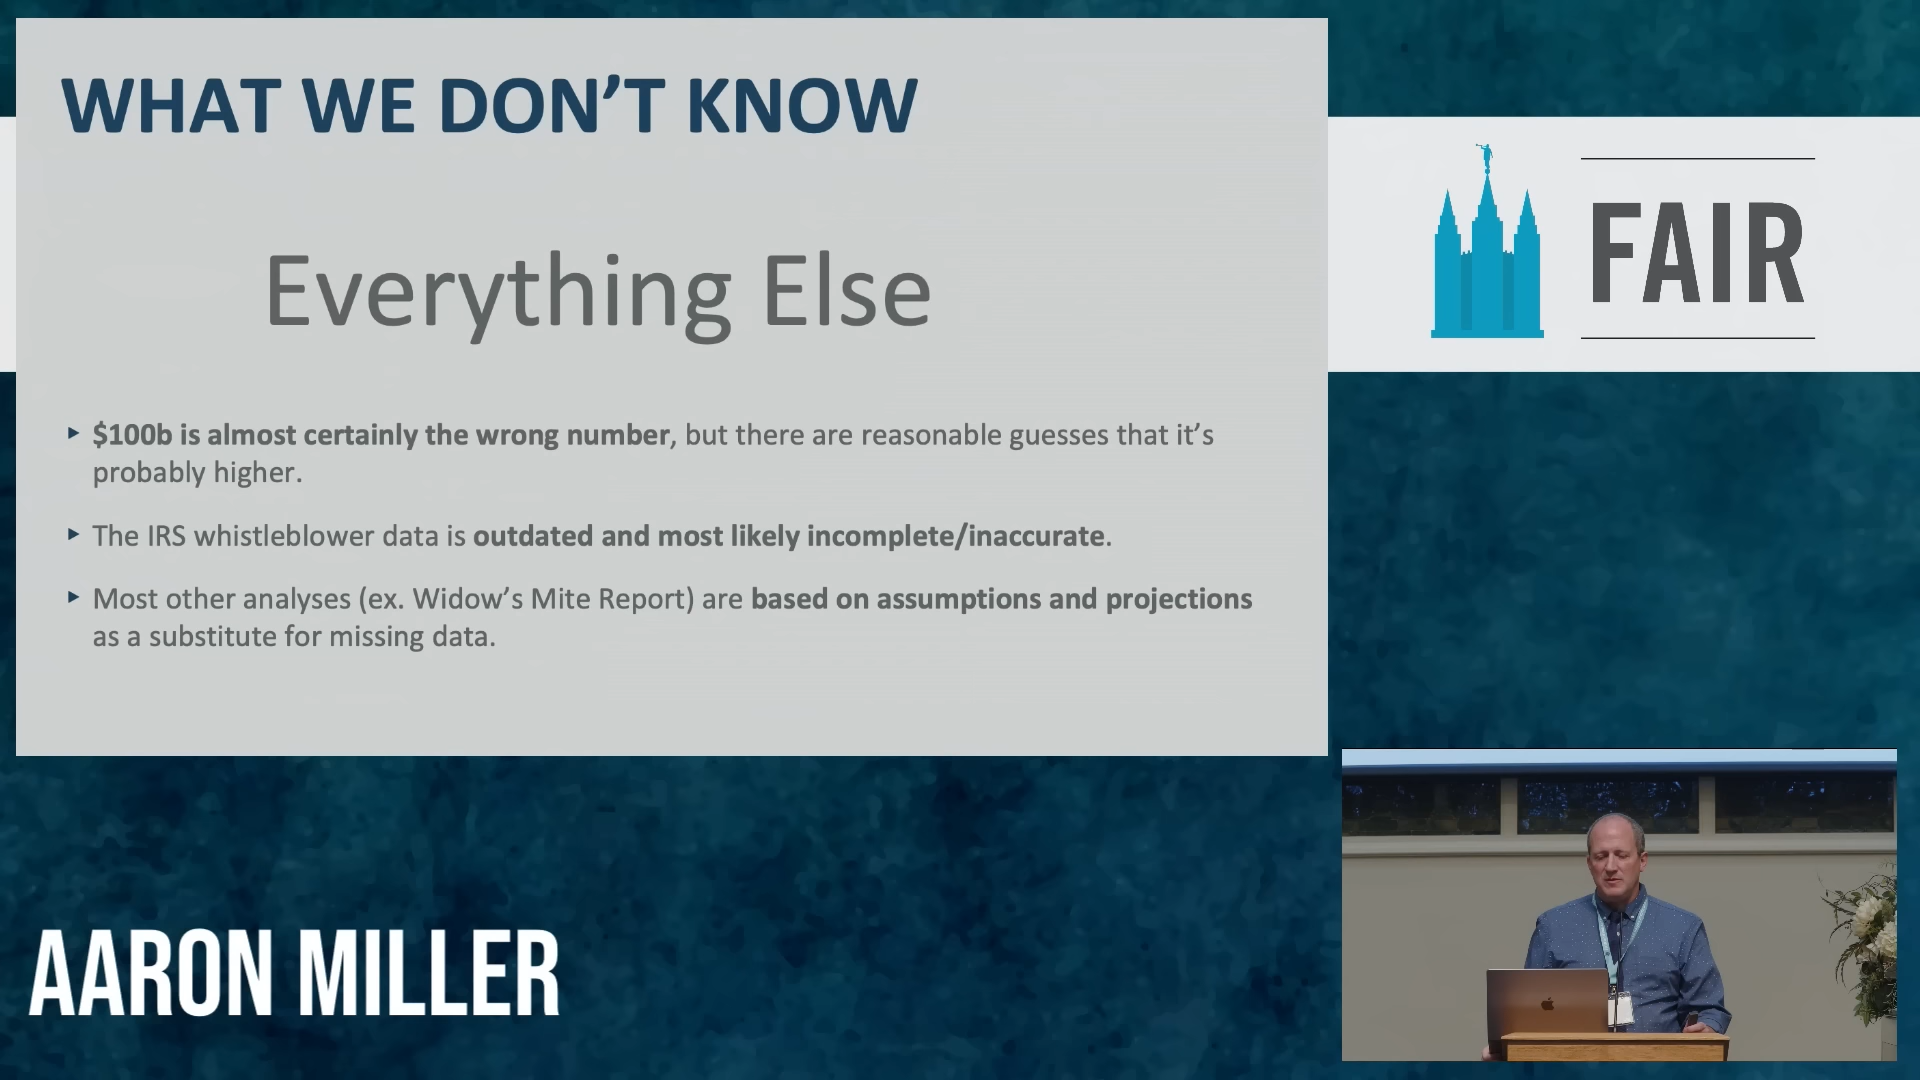 WHAT WE DON’T KNOW
Everything Else
$100b is almost certainly the wrong number, but there are reasonable guesses that it’s
probably higher.
The IRS whistleblower data is outdated and most likely incomplete/inaccurate.
Most other analyses (ex. Widow’s Mite Report) are based on assumptions and projections
as a substitute for missing data.
FAIR
AARON MILLER